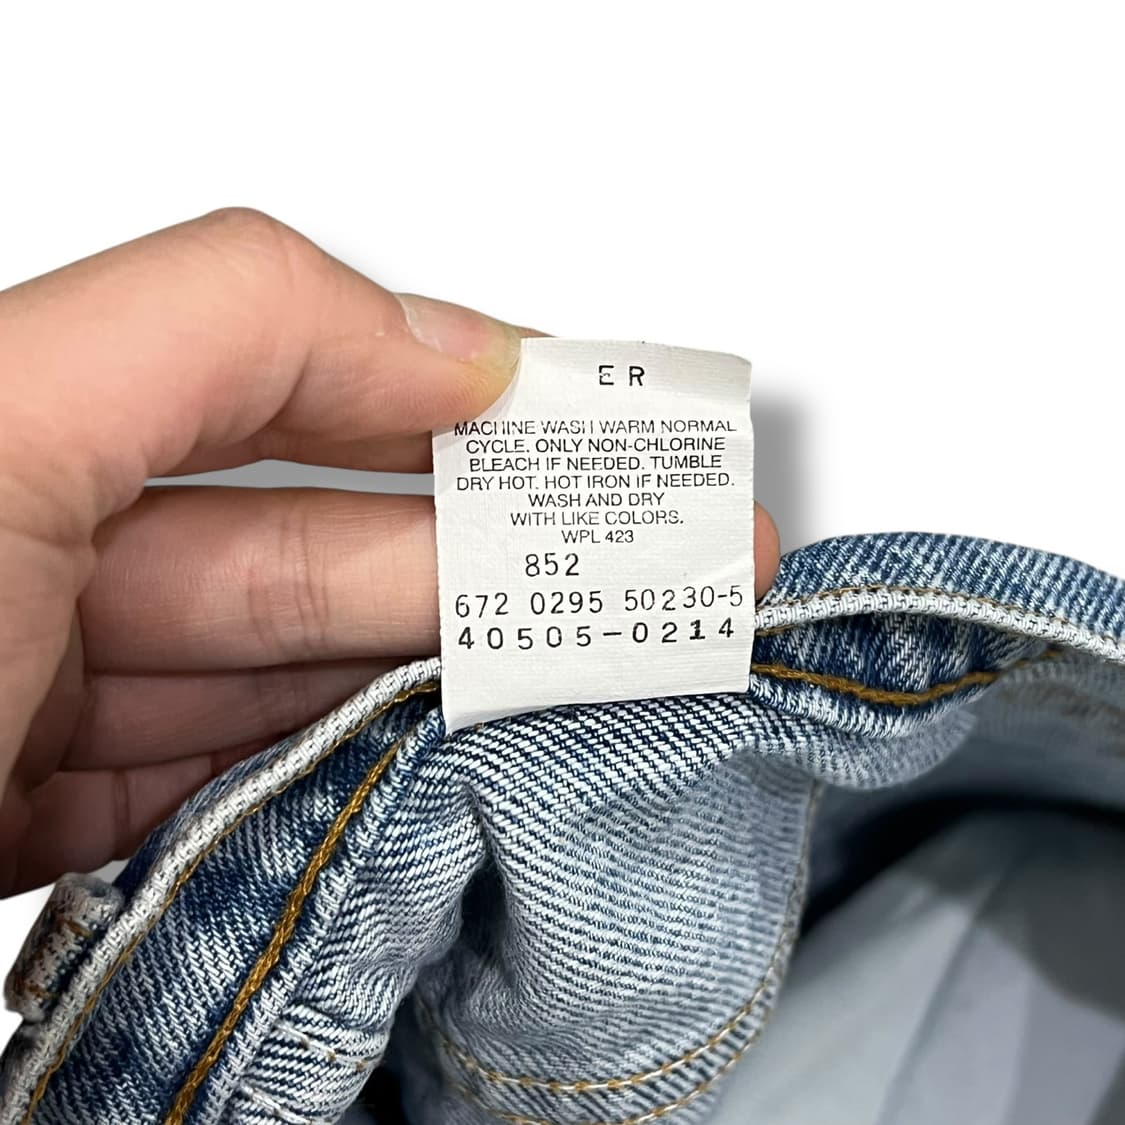 ER
MACHINE WASH WARM NORMAL
CYCLE. ONLY NON-CHLORINE
BLEACH IF NEEDED. TUMBLE
DRY HOT. HOT IRON IF NEEDED.
WASH AND DRY
WITH LIKE COLORS.
WPL 423
852
672 0295 50230-5
40505-0214